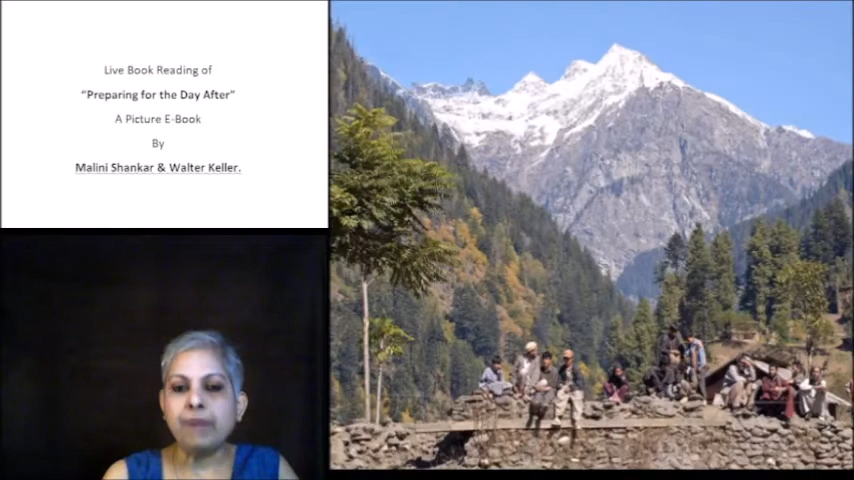 Live Book Reading of
“Preparing for the Day After”
A Picture E-Book
By
Malini Shankar & Walter Keller.